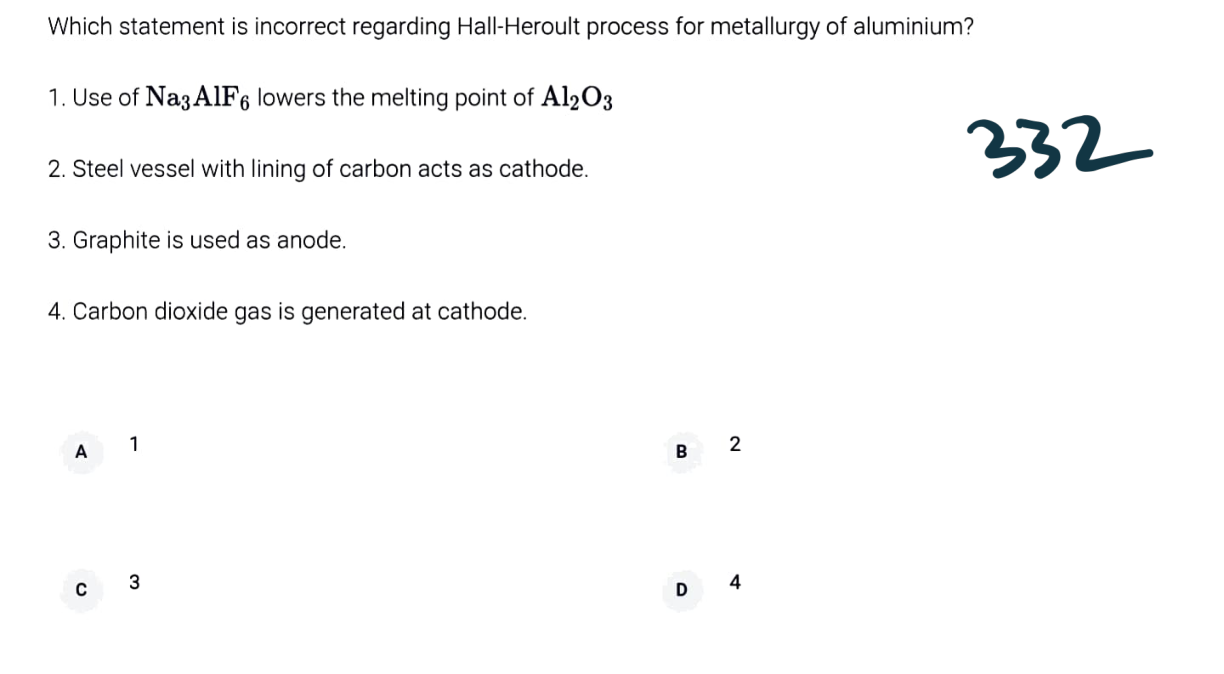 Which statement is incorrect regarding Hall-Heroult process for metallurgy of aluminium?
1. Use of Na₃AlF₆ lowers the melting point of Al₂O₃
332
2. Steel vessel with lining of carbon acts as cathode.
3. Graphite is used as anode.
4. Carbon dioxide gas is generated at cathode.
A 1
B 2
C 3
D 4